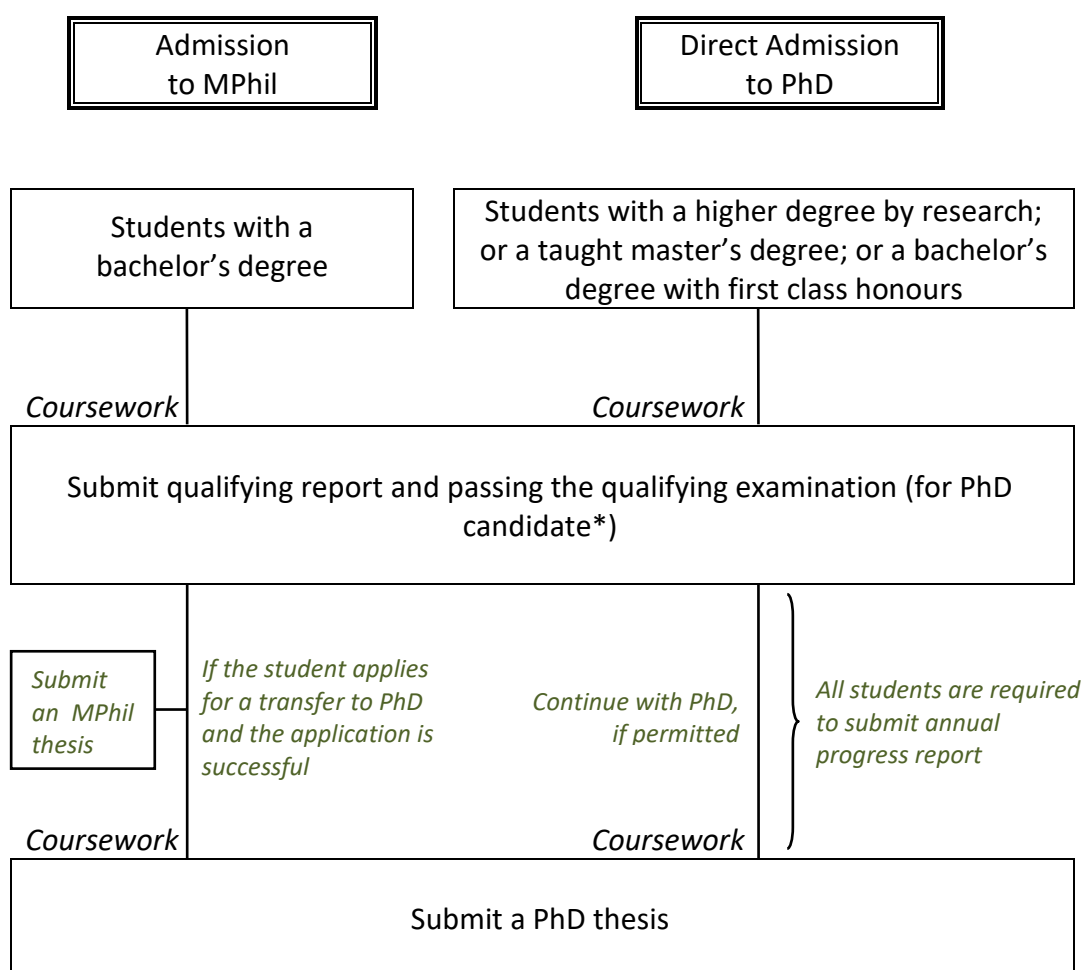 Admission
to MPhil
Direct Admission
to PhD
Students with a
bachelor’s degree
Students with a higher degree by research;
or a taught master’s degree; or a bachelor’s
degree with first class honours
Coursework
Coursework
Submit qualifying report and passing the qualifying examination (for PhD
candidate*)
Submit
an MPhil
thesis
If the student applies
for a transfer to PhD
and the application is
successful
Continue with PhD,
if permitted
All students are required
to submit annual
progress report
Coursework
Coursework
Submit a PhD thesis